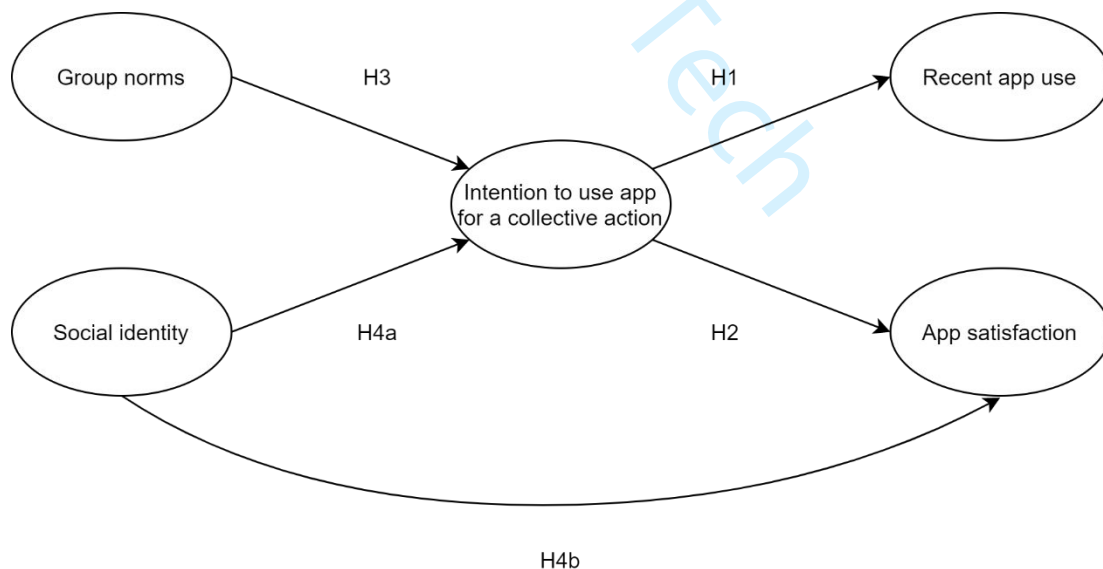 Tech
Group norms
H3
H1
Recent app use
Intention to use app
for a collective action
Social identity
H4a
H2
App satisfaction
H4b